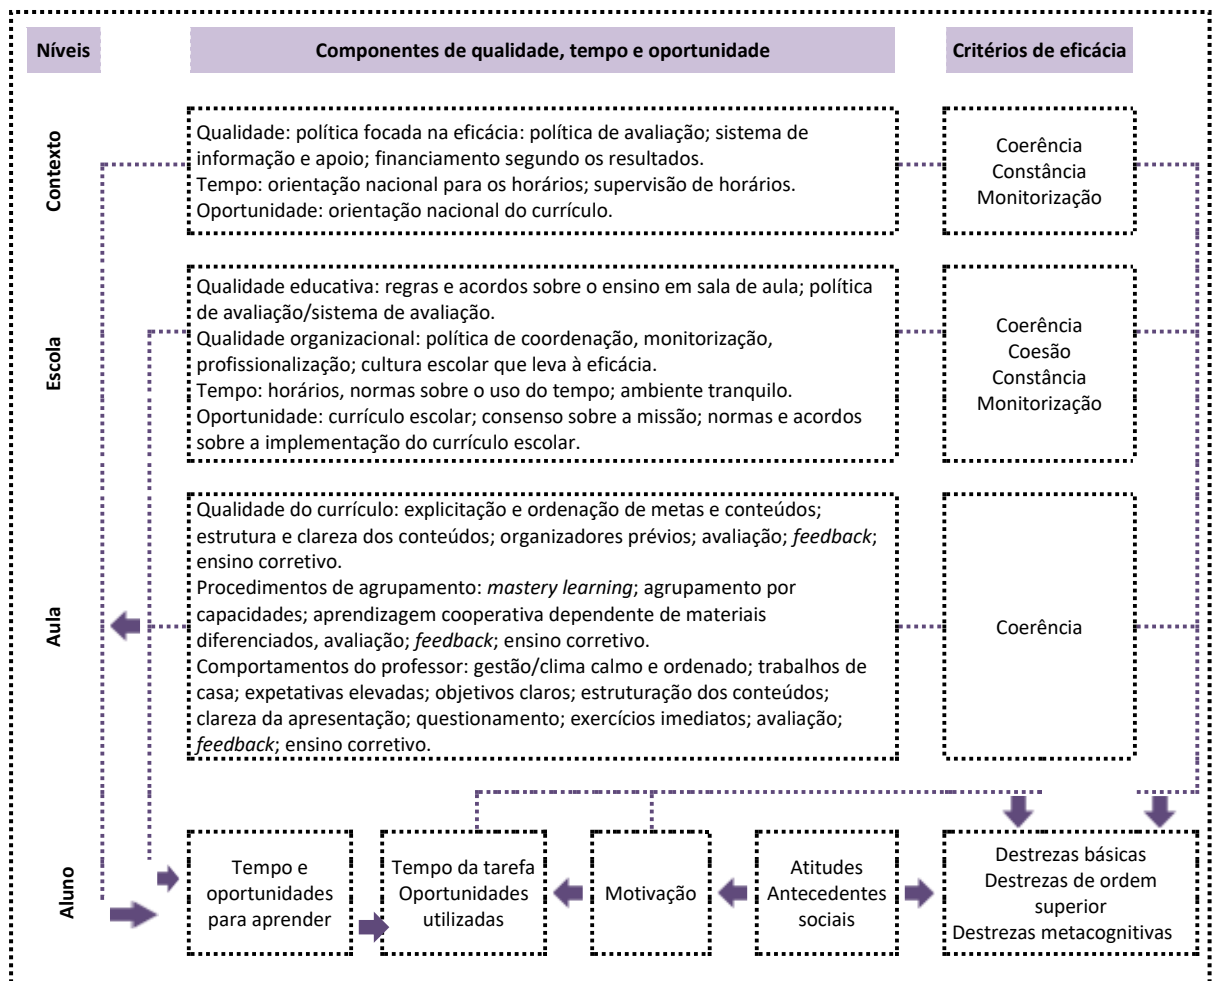 Níveis
Componentes de qualidade, tempo e oportunidade
Critérios de eficácia
Contexto
Qualidade: política focada na eficácia: política de avaliação; sistema de
informação e apoio; financiamento segundo os resultados.
Tempo: orientação nacional para os horários; supervisão de horários.
Oportunidade: orientação nacional do currículo.
Coerência
Constância
Monitorização
Escola
Qualidade educativa: regras e acordos sobre o ensino em sala de aula; política
de avaliação/sistema de avaliação.
Qualidade organizacional: política de coordenação, monitorização,
profissionalização; cultura escolar que leva à eficácia.
Tempo: horários, normas sobre o uso do tempo; ambiente tranquilo.
Oportunidade: currículo escolar; consenso sobre a missão; normas e acordos
sobre a implementação do currículo escolar.
Coerência
Coesão
Constância
Monitorização
Aula
Qualidade do currículo: explicitação e ordenação de metas e conteúdos;
estrutura e clareza dos conteúdos; organizadores prévios; avaliação; feedback;
ensino corretivo.
Procedimentos de agrupamento: mastery learning; agrupamento por
capacidades; aprendizagem cooperativa dependente de materiais
diferenciados, avaliação; feedback; ensino corretivo.
Comportamentos do professor: gestão/clima calmo e ordenado; trabalhos de
casa; expetativas elevadas; objetivos claros; estruturação dos conteúdos;
clareza da apresentação; questionamento; exercícios imediatos; avaliação;
feedback; ensino corretivo.
Coerência
Aluno
Tempo e
oportunidades
para aprender
Tempo da tarefa
Oportunidades
utilizadas
Motivação
Atitudes
Antecedentes
sociais
Destrezas básicas
Destrezas de ordem
superior
Destrezas metacognitivas